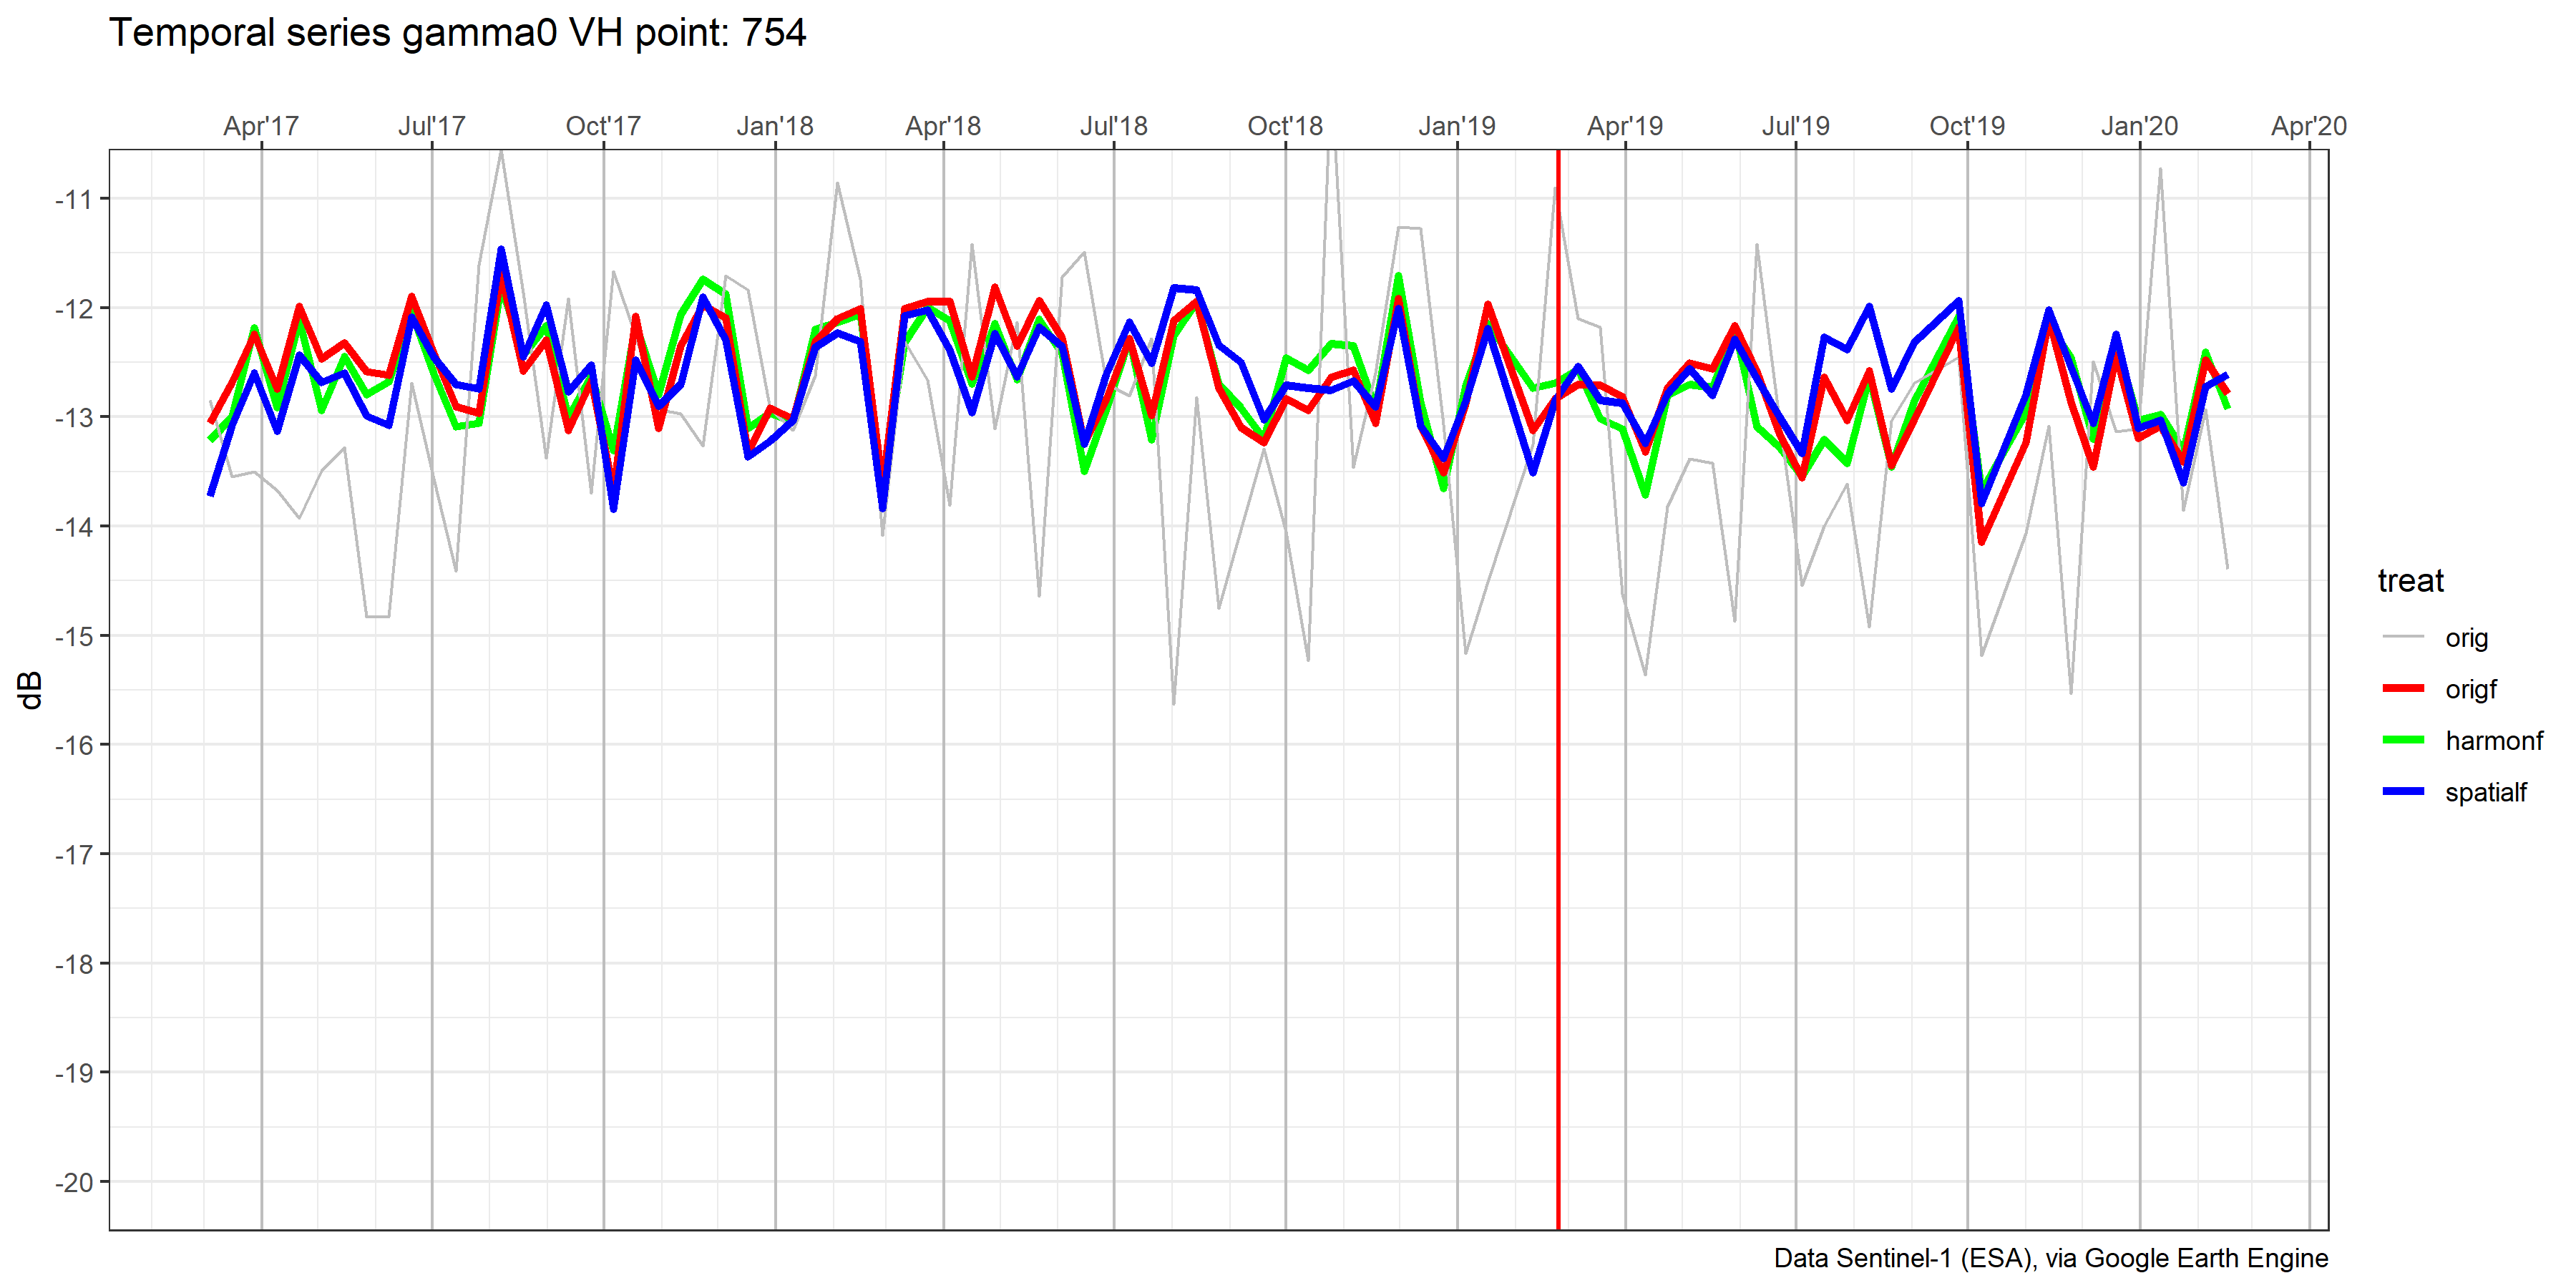 Temporal series gamma0 VH point: 754
Apr'17 Jul'17 Oct'17 Jan'18 Apr'18 Jul'18 Oct'18 Jan'19 Apr'19 Jul'19 Oct'19 Jan'20 Apr'20
-11
-12
-13
-14
-15
-16
-17
-18
-19
-20
dB
treat
orig
origf
harmonf
spatialf
Data Sentinel-1 (ESA), via Google Earth Engine